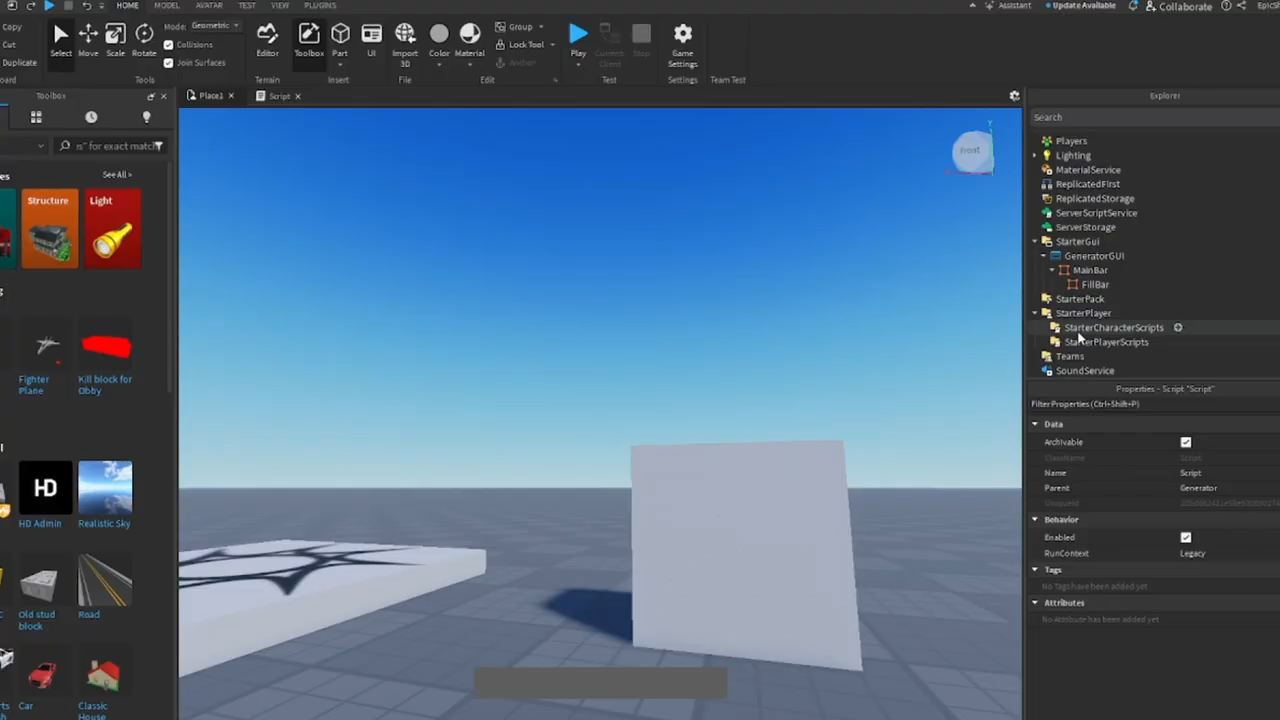 HOME MODEL AVATAR TEST VIEW PLUGINS
Assistant Update Available Collaborate
Copy
Cut
Duplicate
Select Move Scale Rotate
Mode: Geometric
Collisions
Join Surfaces
Tools
Editor
Terrain
Toolbox Part UI
Insert
Import 3D
File
Color Material
Group
Lock Tool
Anchor
Edit
Play Current Client Stop
Test
Game Settings
Settings
Team Test
Toolbox
Place1
Script
Explorer
s" for exact match
Search
See All >
Structure
Light
Fighter Plane
Kill block for Obby
HD
HD Admin
Realistic Sky
Old stud block
Road
Car
Classic House
Front
Players
Lighting
MaterialService
ReplicatedFirst
ReplicatedStorage
ServerScriptService
ServerStorage
StarterGui
GeneratorGUI
MainBar
FillBar
StarterPack
StarterPlayer
StarterCharacterScripts
StarterPlayerScripts
Teams
SoundService
Properties - Script "Script"
Filter Properties (Ctrl+Shift+P)
Data
Archivable
ClassName Script
Name Script
Parent Generator
Behavior
Enabled
RunContext Legacy
Tags
No Tags have been added yet
Attributes
No Attribute has been added yet